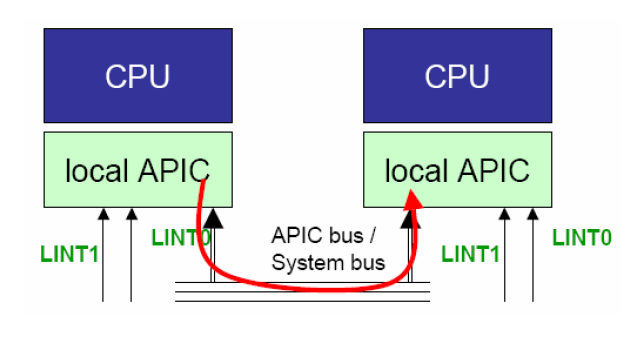 CPU
CPU
local APIC
local APIC
LINT1
LINT0
APIC bus /
System bus
LINT1
LINT0